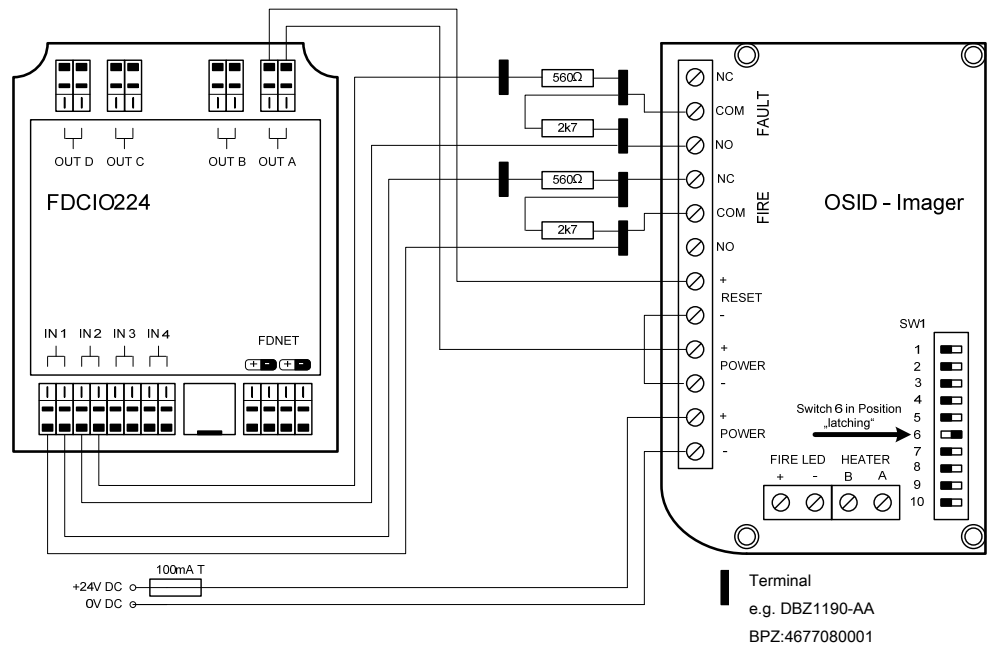 OUT D OUT C OUT B OUT A
FDCIO224
IN 1 IN 2 IN 3 IN 4
FDNET
+ - + -
560Ω
2k7
560Ω
2k7
NC
COM
NO
FAULT
NC
COM
NO
FIRE
+
RESET
-
+
POWER
-
+
POWER
-
OSID - Imager
SW1
1
2
3
4
5
6
7
8
9
10
Switch 6 in Position
„latching“
FIRE LED HEATER
+ - B A
100mA T
+24V DC
0V DC
Terminal
e.g. DBZ1190-AA
BPZ:4677080001